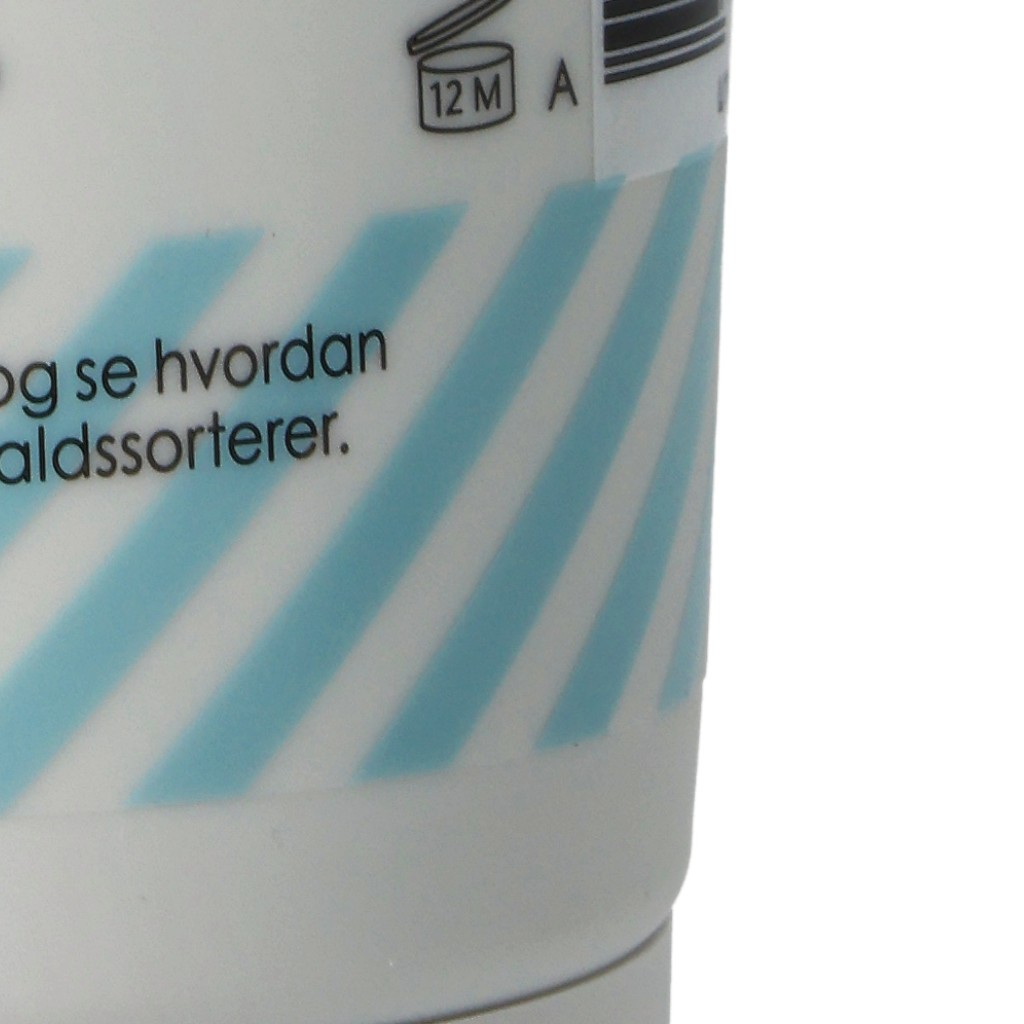 12 M A
og se hvordan
aldssorterer.